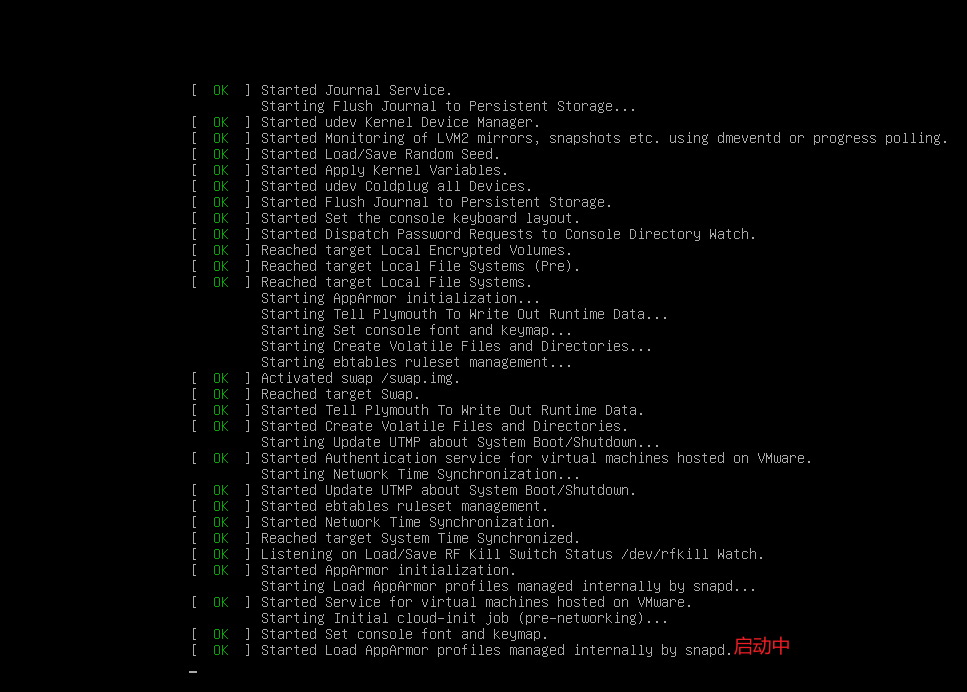 [  OK  ] Started Journal Service.
         Starting Flush Journal to Persistent Storage...
[  OK  ] Started udev Kernel Device Manager.
[  OK  ] Started Monitoring of LVM2 mirrors, snapshots etc. using dmeventd or progress polling.
[  OK  ] Started Load/Save Random Seed.
[  OK  ] Started Apply Kernel Variables.
[  OK  ] Started udev Coldplug all Devices.
[  OK  ] Started Flush Journal to Persistent Storage.
[  OK  ] Started Set the console keyboard layout.
[  OK  ] Started Dispatch Password Requests to Console Directory Watch.
[  OK  ] Reached target Local Encrypted Volumes.
[  OK  ] Reached target Local File Systems (Pre).
[  OK  ] Reached target Local File Systems.
         Starting AppArmor initialization...
         Starting Tell Plymouth To Write Out Runtime Data...
         Starting Set console font and keymap...
         Starting Create Volatile Files and Directories...
         Starting ebtables ruleset management...
[  OK  ] Activated swap /swap.img.
[  OK  ] Reached target Swap.
[  OK  ] Started Tell Plymouth To Write Out Runtime Data.
[  OK  ] Started Create Volatile Files and Directories.
         Starting Update UTMP about System Boot/Shutdown...
[  OK  ] Started Authentication service for virtual machines hosted on VMware.
         Starting Network Time Synchronization...
[  OK  ] Started Update UTMP about System Boot/Shutdown.
[  OK  ] Started ebtables ruleset management.
[  OK  ] Started Network Time Synchronization.
[  OK  ] Reached target System Time Synchronized.
[  OK  ] Listening on Load/Save RF Kill Switch Status /dev/rfkill Watch.
[  OK  ] Started AppArmor initialization.
         Starting Load AppArmor profiles managed internally by snapd...
[  OK  ] Started Service for virtual machines hosted on VMware.
         Starting Initial cloud-init job (pre-networking)...
[  OK  ] Started Set console font and keymap.
[  OK  ] Started Load AppArmor profiles managed internally by snapd.启动中